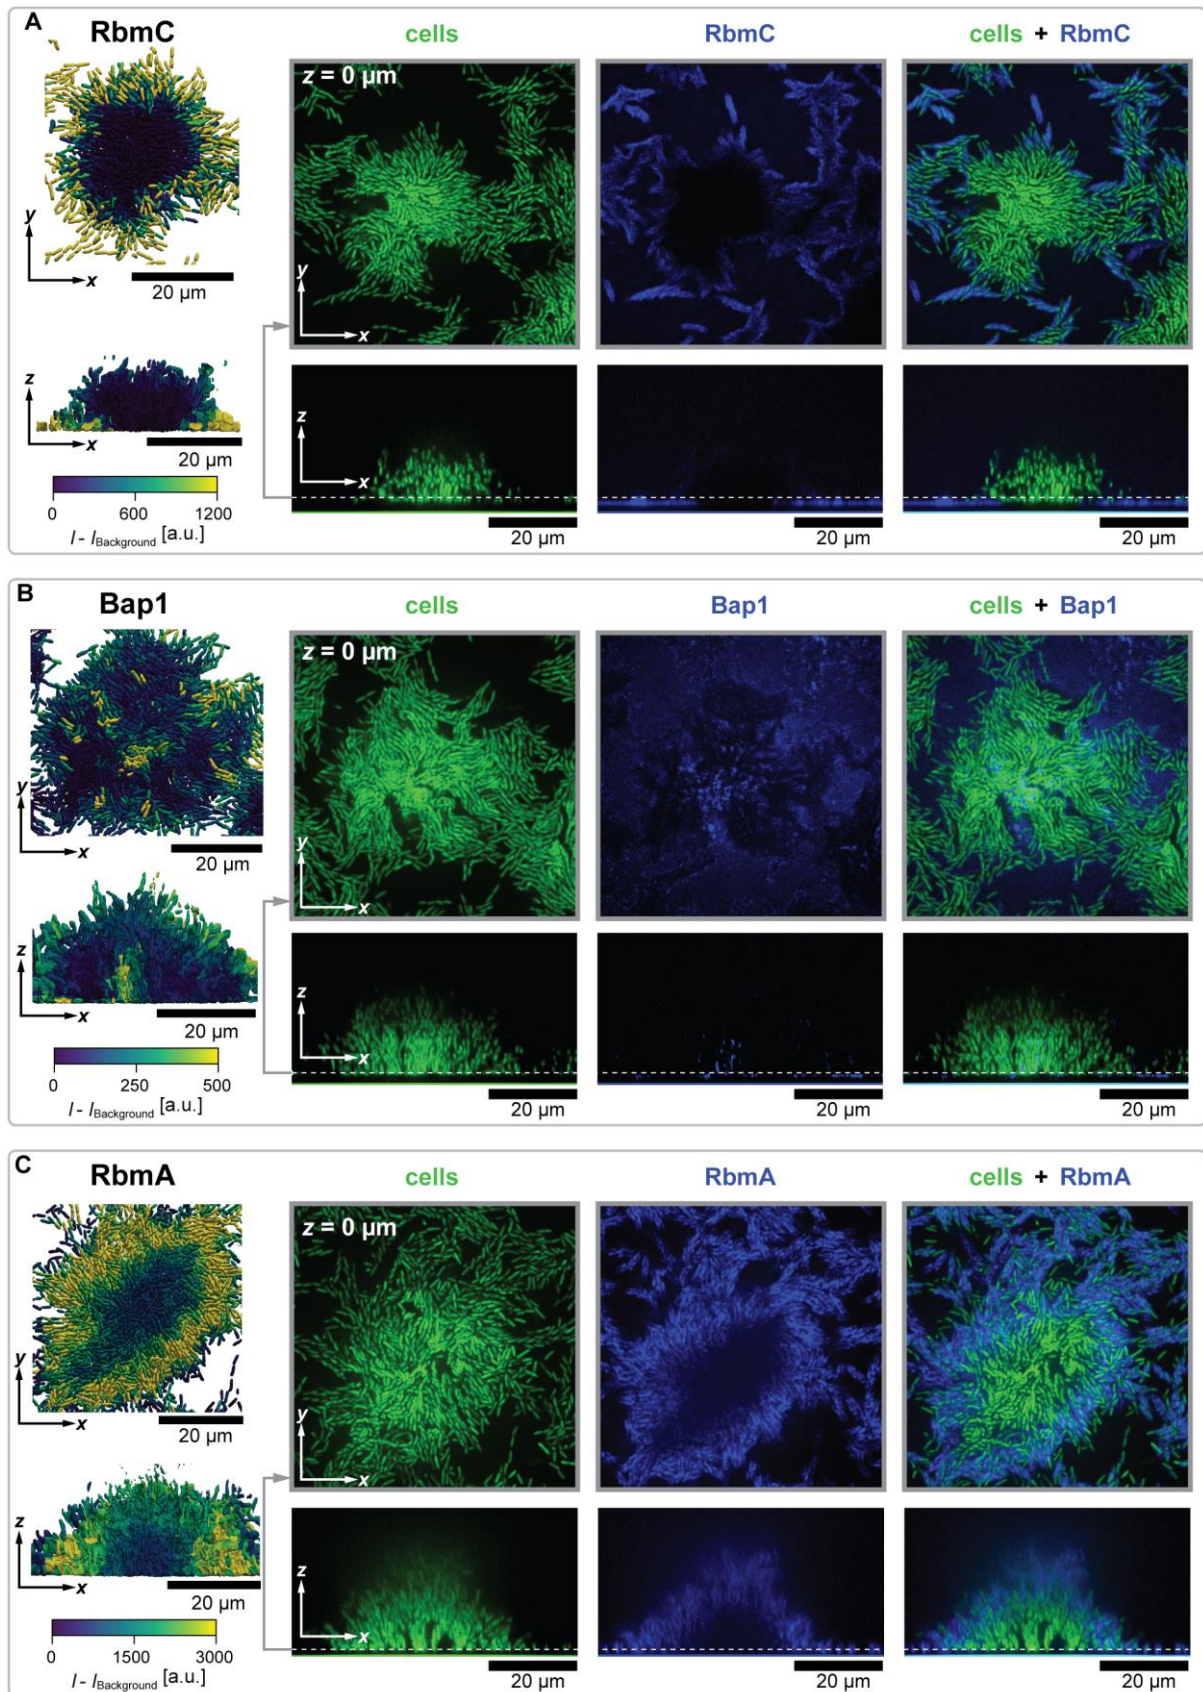 A
RbmC
cells
RbmC
cells + RbmC
z = 0 µm
y
x
20 µm
y
x
z
x
20 µm
z
x
0 600 1200
I - I Background [a.u.]
20 µm
20 µm
20 µm
B
Bap1
cells
Bap1
cells + Bap1
z = 0 µm
y
x
20 µm
y
x
z
x
20 µm
z
x
0 250 500
I - I Background [a.u.]
20 µm
20 µm
20 µm
C
RbmA
cells
RbmA
cells + RbmA
z = 0 µm
y
x
20 µm
y
x
z
x
20 µm
z
x
0 1500 3000
I - I Background [a.u.]
20 µm
20 µm
20 µm